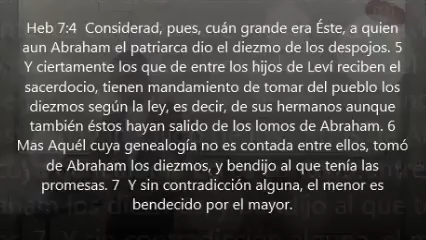 Heb 7:4  Considerad, pues, cuán grande era Éste, a quien
aun Abraham el patriarca dio el diezmo de los despojos. 5
Y ciertamente los que de entre los hijos de Leví reciben el
sacerdocio, tienen mandamiento de tomar del pueblo los
diezmos según la ley, es decir, de sus hermanos aunque
también éstos hayan salido de los lomos de Abraham. 6
Mas Aquél cuya genealogía no es contada entre ellos, tomó
de Abraham los diezmos, y bendijo al que tenía las
promesas. 7  Y sin contradicción alguna, el menor es
bendecido por el mayor.